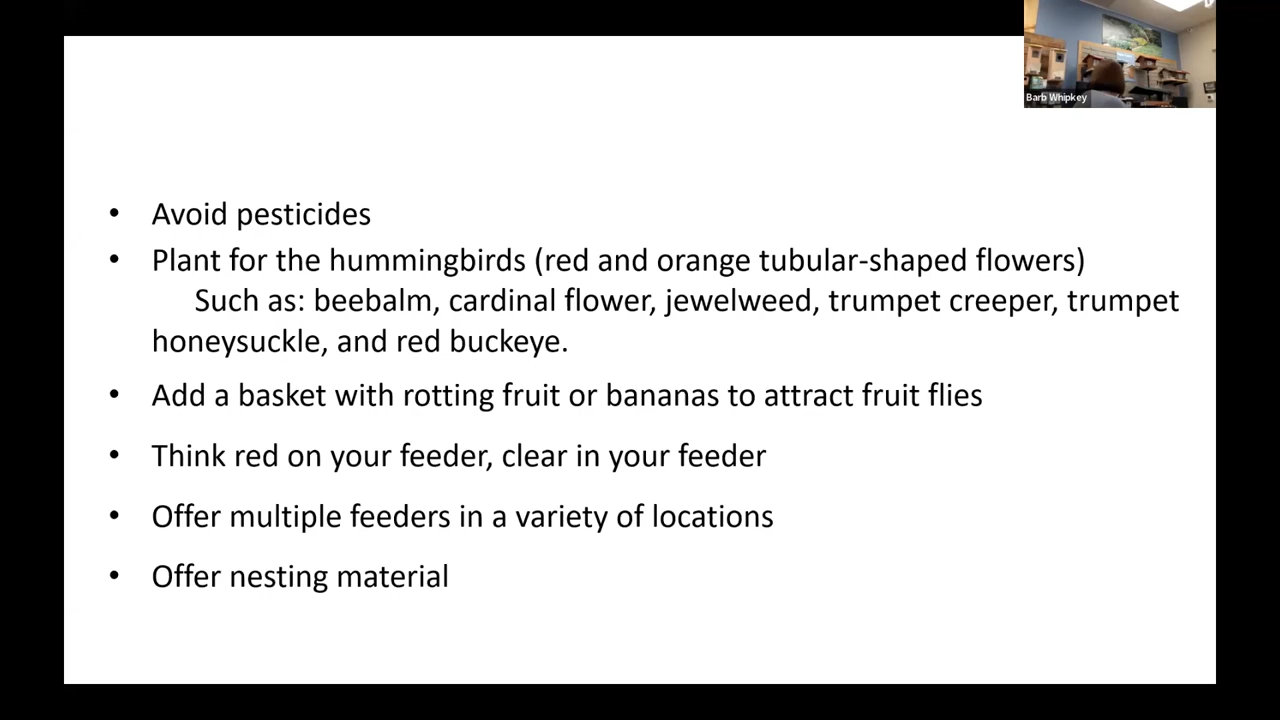 Barb Whipkey
• Avoid pesticides
• Plant for the hummingbirds (red and orange tubular-shaped flowers)
Such as: beebalm, cardinal flower, jewelweed, trumpet creeper, trumpet
honeysuckle, and red buckeye.
• Add a basket with rotting fruit or bananas to attract fruit flies
• Think red on your feeder, clear in your feeder
• Offer multiple feeders in a variety of locations
• Offer nesting material